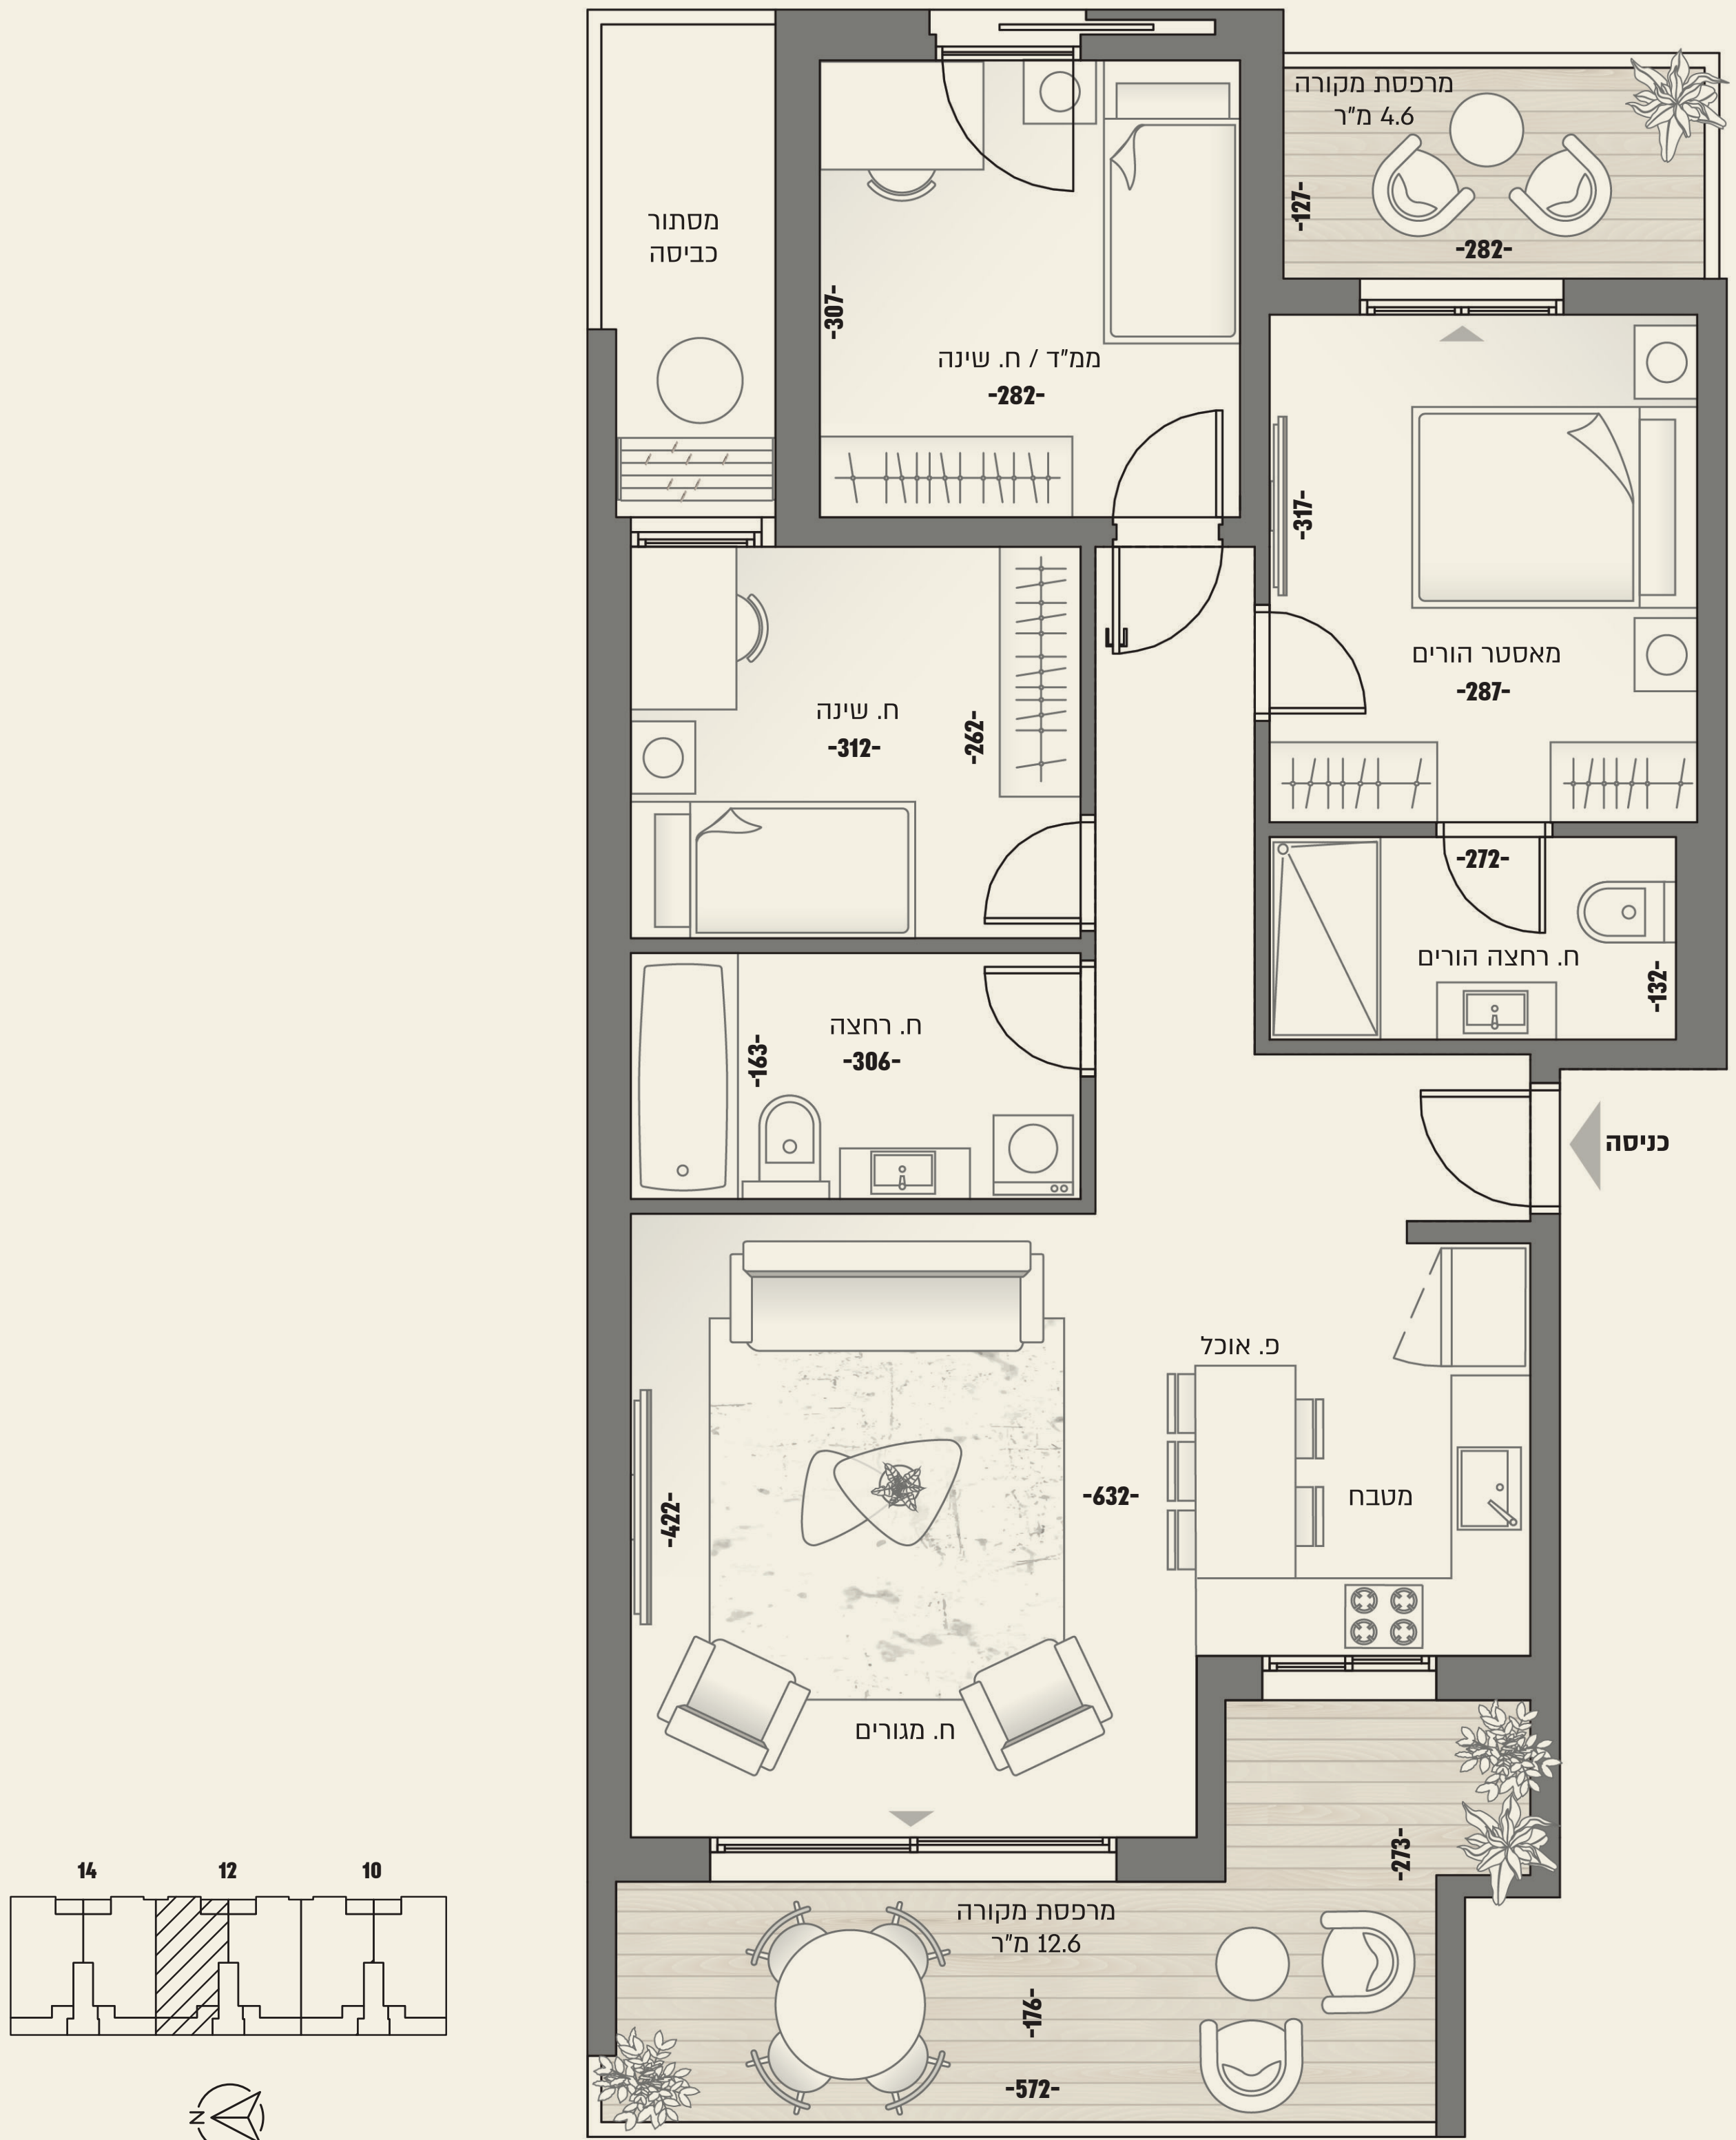 מרפסת מקורה
4.6 מ"ר
-127-
-282-
מסתור
כביסה
-307-
ממ"ד / ח. שינה
-282-
-317-
מאסטר הורים
-287-
ח. שינה
-312-
-262-
-272-
ח. רחצה הורים
-132-
ח. רחצה
-306-
-163-
כניסה
פ. אוכל
-632-
מטבח
-422-
ח. מגורים
-273-
מרפסת מקורה
12.6 מ"ר
-176-
-572-
14 12 10
N